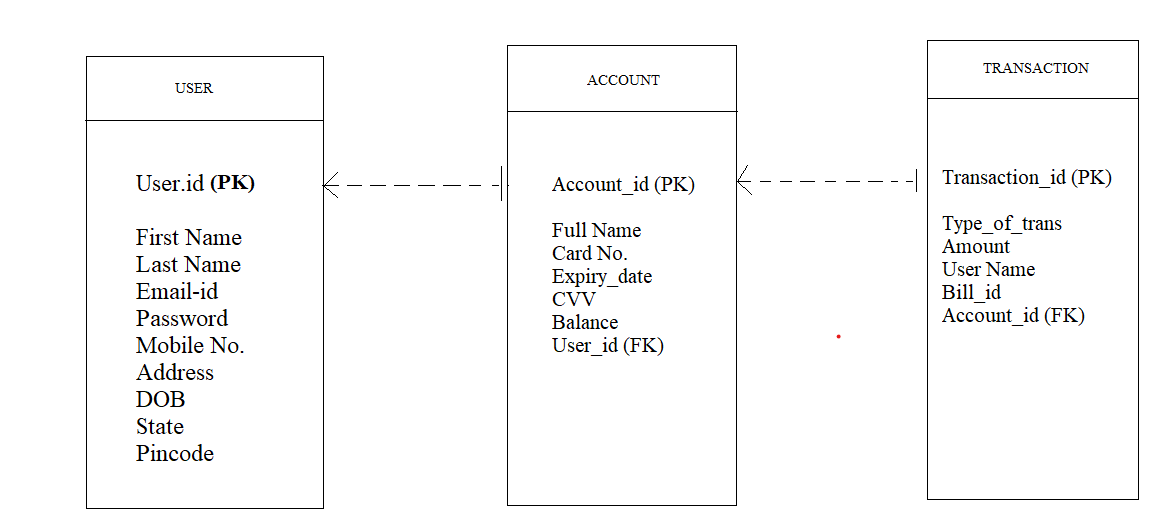 USER
User.id (PK)
First Name
Last Name
Email-id
Password
Mobile No.
Address
DOB
State
Pincode
ACCOUNT
Account_id (PK)
Full Name
Card No.
Expiry_date
CVV
Balance
User_id (FK)
TRANSACTION
Transaction_id (PK)
Type_of_trans
Amount
User Name
Bill_id
Account_id (FK)